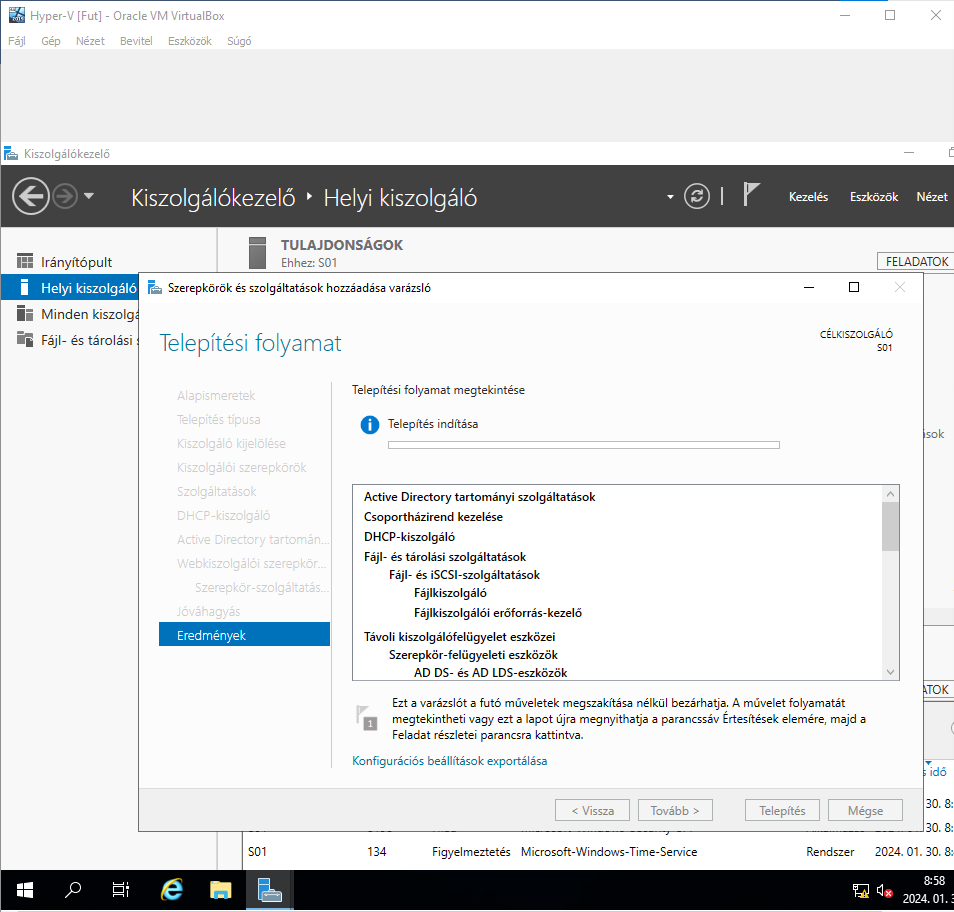 Hyper-V [Fut] - Oracle VM VirtualBox
Fájl Gép Nézet Bevitel Eszközök Súgó
Kiszolgálókezelő
Kiszolgálókezelő Helyi kiszolgáló
Kezelés Eszközök Nézet
Irányítópult
Helyi kiszolgáló
Minden kiszolgá
Fájl- és tárolási s
TULAJDONSÁGOK
Ehhez: S01
FELADATOK
Szerepkörök és szolgáltatások hozzáadása varázsló
Telepítési folyamat
CÉLKISZOLGÁLÓ
S01
Alapismeretek
Telepítés típusa
Kiszolgáló kijelölése
Kiszolgálói szerepkörök
Szolgáltatások
DHCP-kiszolgáló
Active Directory tartomán...
Webkiszolgálói szerepkör...
Szerepkör-szolgáltatás...
Jóváhagyás
Eredmények
Telepítési folyamat megtekintése
Telepítés indítása
Active Directory tartományi szolgáltatások
Csoportházirend kezelése
DHCP-kiszolgáló
Fájl- és tárolási szolgáltatások
Fájl- és iSCSI-szolgáltatások
Fájlkiszolgáló
Fájlkiszolgálói erőforrás-kezelő
Távoli kiszolgálófelügyelet eszközei
Szerepkör-felügyeleti eszközök
AD DS- és AD LDS-eszközök
1
Ezt a varázslót a futó műveletek megszakítása nélkül bezárhatja. A művelet folyamatát
megtekintheti vagy ezt a lapot újra megnyithatja a parancssáv Értesítések elemére, majd a
Feladat részletei parancsra kattintva.
Konfigurációs beállítások exportálása
< Vissza Tovább > Telepítés Mégse
ások
ATOK
s idő
30. 8:
30. 8:
S01 134 Figyelmeztetés Microsoft-Windows-Time-Service Rendszer 2024. 01. 30. 8:
8:58
2024. 01. 3